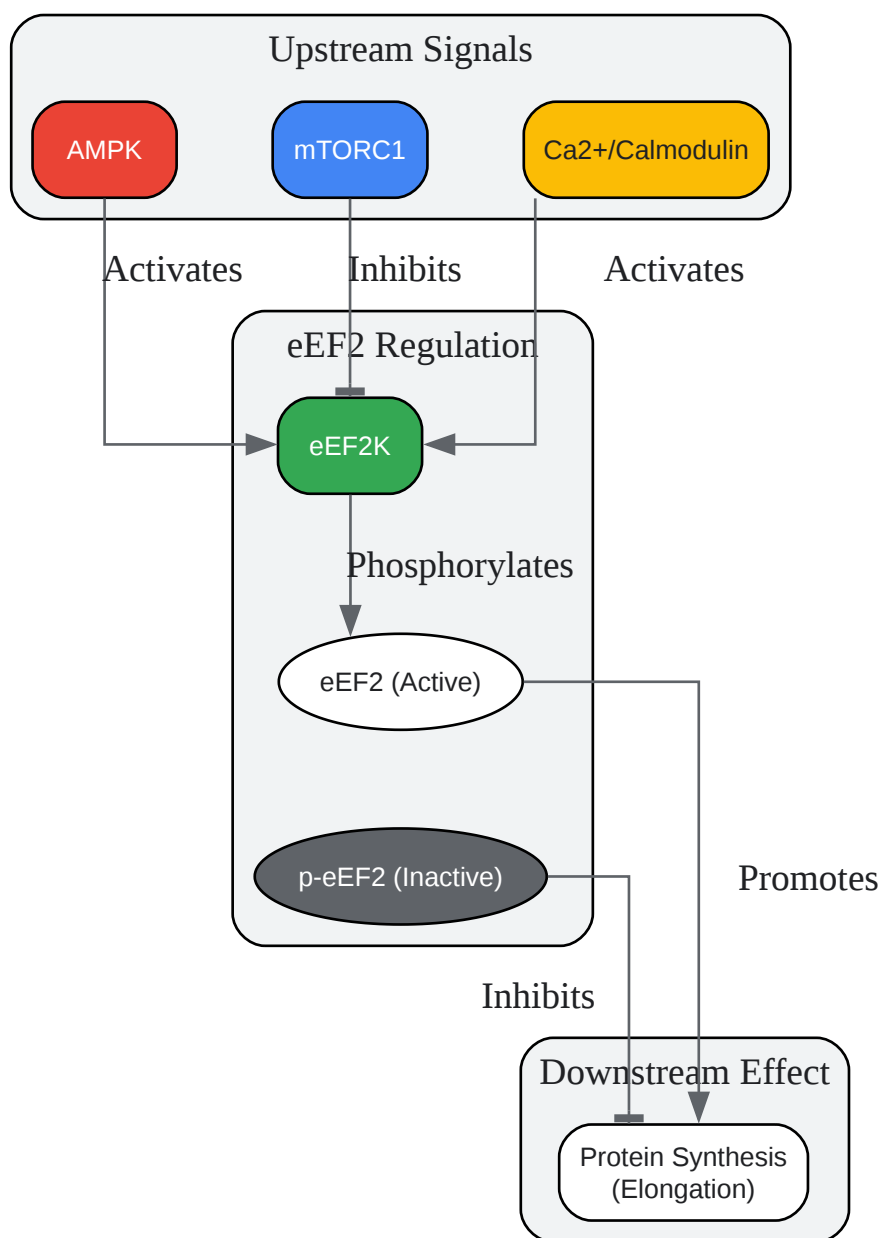 Upstream Signals
AMPK
mTORC1
Ca2+/Calmodulin
Activates
Inhibits
Activates
eEF2 Regulation
eEF2K
Phosphorylates
eEF2 (Active)
p-eEF2 (Inactive)
Promotes
Inhibits
Downstream Effect
Protein Synthesis
(Elongation)